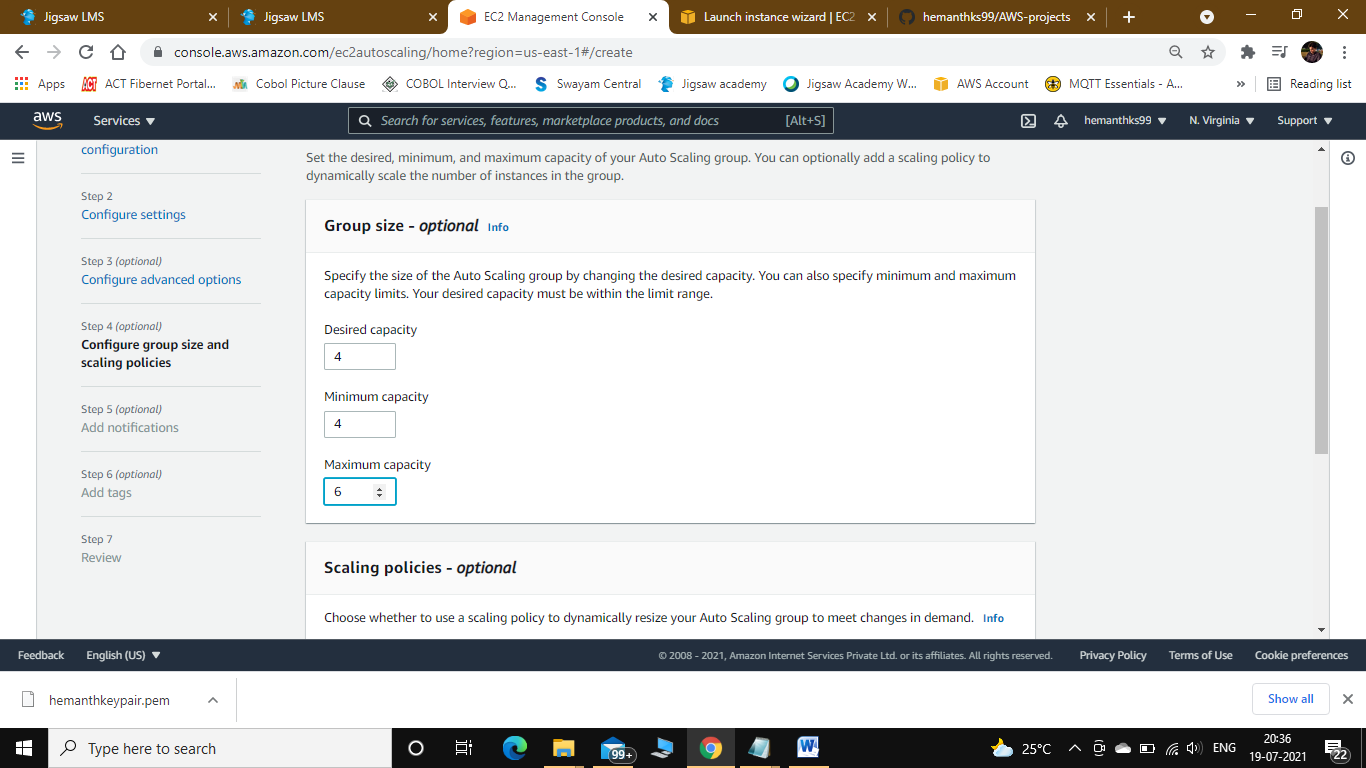 Jigsaw LMS
Jigsaw LMS
EC2 Management Console
Launch instance wizard | EC2
hemanthks99/AWS-projects
console.aws.amazon.com/ec2autoscaling/home?region=us-east-1#/create
Apps
ACT Fibernet Portal...
Cobol Picture Clause
COBOL Interview Q...
Swayam Central
Jigsaw academy
Jigsaw Academy W...
AWS Account
MQTT Essentials - A...
»
Reading list
aws
Services
Search for services, features, marketplace products, and docs
[Alt+S]
hemanthks99
N. Virginia
Support
configuration
Step 2
Configure settings
Step 3 (optional)
Configure advanced options
Step 4 (optional)
Configure group size and
scaling policies
Step 5 (optional)
Add notifications
Step 6 (optional)
Add tags
Step 7
Review
Set the desired, minimum, and maximum capacity of your Auto Scaling group. You can optionally add a scaling policy to
dynamically scale the number of instances in the group.
Group size - optional Info
Specify the size of the Auto Scaling group by changing the desired capacity. You can also specify minimum and maximum
capacity limits. Your desired capacity must be within the limit range.
Desired capacity
4
Minimum capacity
4
Maximum capacity
6
Scaling policies - optional
Choose whether to use a scaling policy to dynamically resize your Auto Scaling group to meet changes in demand. Info
Feedback
English (US)
© 2008 - 2021, Amazon Internet Services Private Ltd. or its affiliates. All rights reserved.
Privacy Policy
Terms of Use
Cookie preferences
hemanthkeypair.pem
Show all
Type here to search
99+
25°C
ENG
20:36
19-07-2021
22